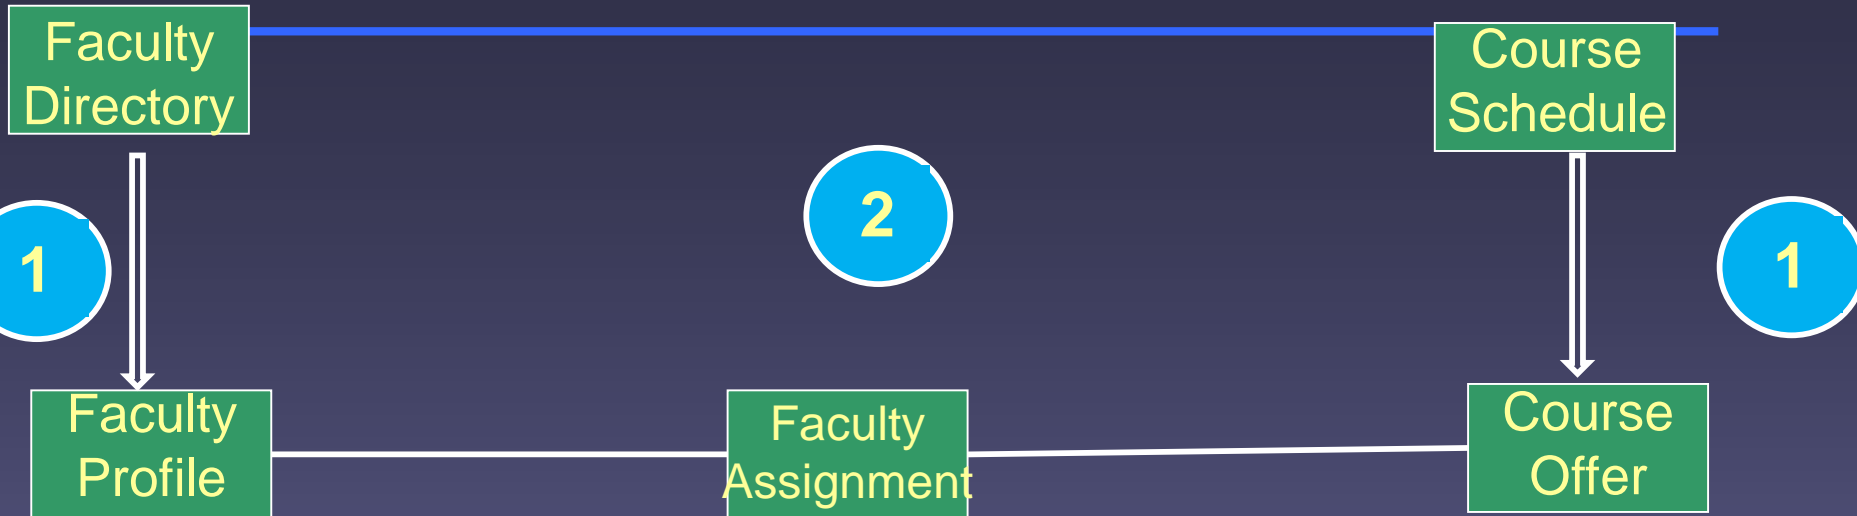 Faculty
Directory
Course
Schedule
2
1
1
Faculty
Profile
Faculty
Assignment
Course
Offer